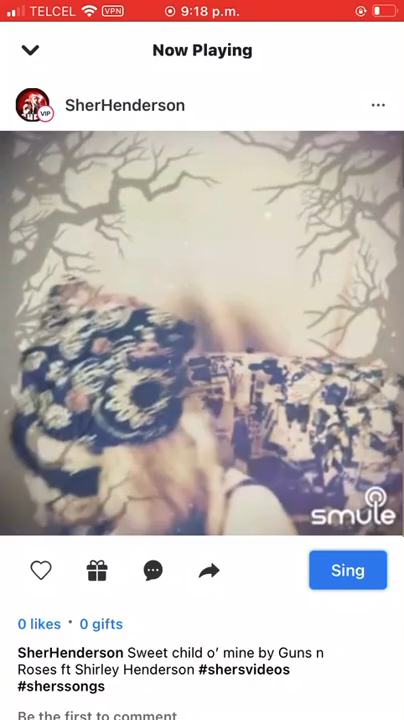 TELCEL VPN 9:18 p.m.
Now Playing
SherHenderson
VIP
smule
Sing
0 likes • 0 gifts
SherHenderson Sweet child o’ mine by Guns n
Roses ft Shirley Henderson #shersvideos
#sherssongs
Be the first to comment